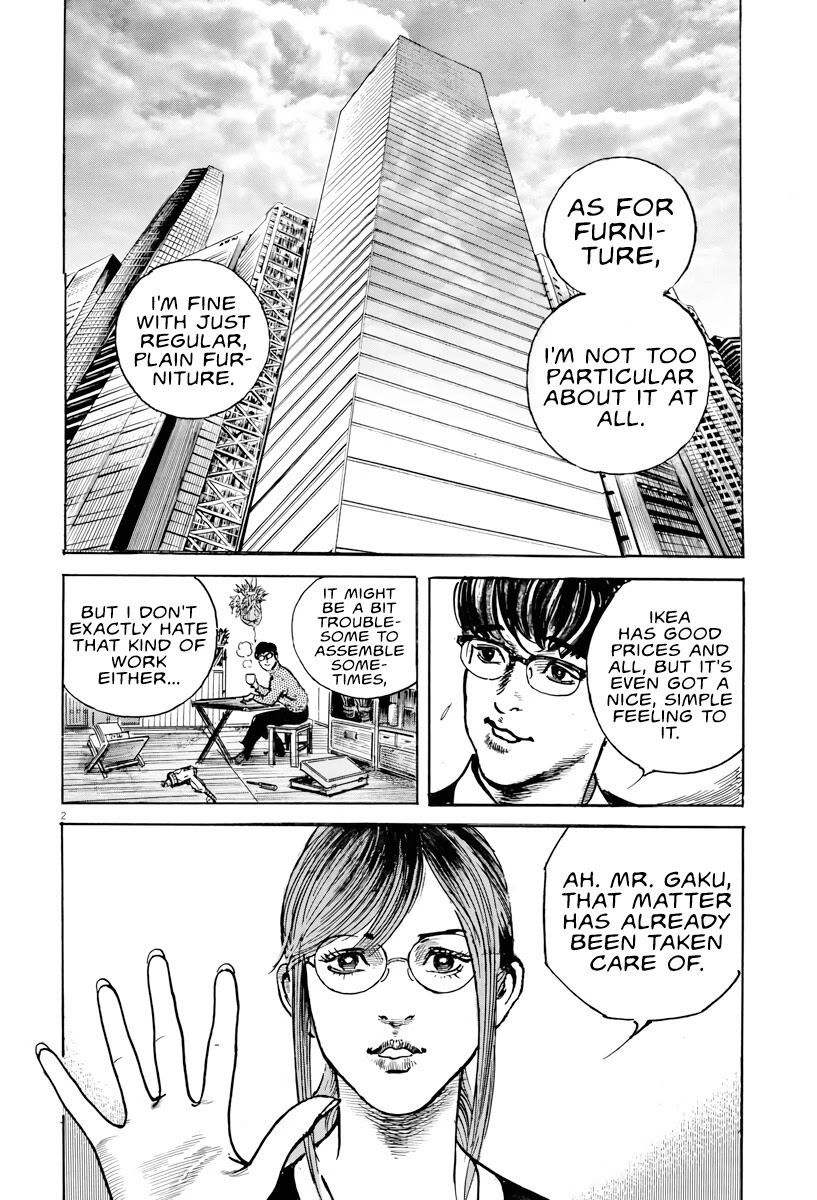 AS FOR
FURNI-
TURE,
I'M NOT TOO
PARTICULAR
ABOUT IT AT
ALL.
I'M FINE
WITH JUST
REGULAR,
PLAIN FUR-
NITURE.
IKEA
HAS GOOD
PRICES AND
ALL, BUT IT'S
EVEN GOT A
NICE, SIMPLE
FEELING TO
IT.
IT MIGHT
BE A BIT
TROUBLE-
SOME TO
ASSEMBLE
SOME-
TIMES,
BUT I DON'T
EXACTLY HATE
THAT KIND OF
WORK
EITHER...
2
AH. MR. GAKU,
THAT MATTER
HAS ALREADY
BEEN TAKEN
CARE OF.